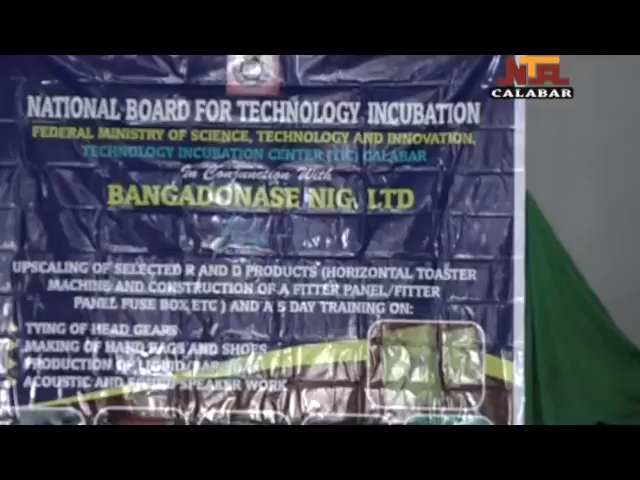 NTA
CALABAR
NATIONAL BOARD FOR TECHNOLOGY INCUBATION
FEDERAL MINISTRY OF SCIENCE, TECHNOLOGY AND INNOVATION,
TECHNOLOGY INCUBATION CENTER (TIC) CALABAR
In Conjunction With
BANGADONASE NIG. LTD
UPSCALING OF SELECTED R AND D PRODUCTS (HORIZONTAL TOASTER
MACHINE AND CONSTRUCTION OF A FITTER PANEL/FITTER
PANEL FUSE BOX ETC ) AND A 5 DAY TRAINING ON:
TYING OF HEAD GEARS
MAKING OF HAND BAGS AND SHOES
PRODUCTION OF LIQUID/BAR
ACOUSTIC AND SPEAKER WORK